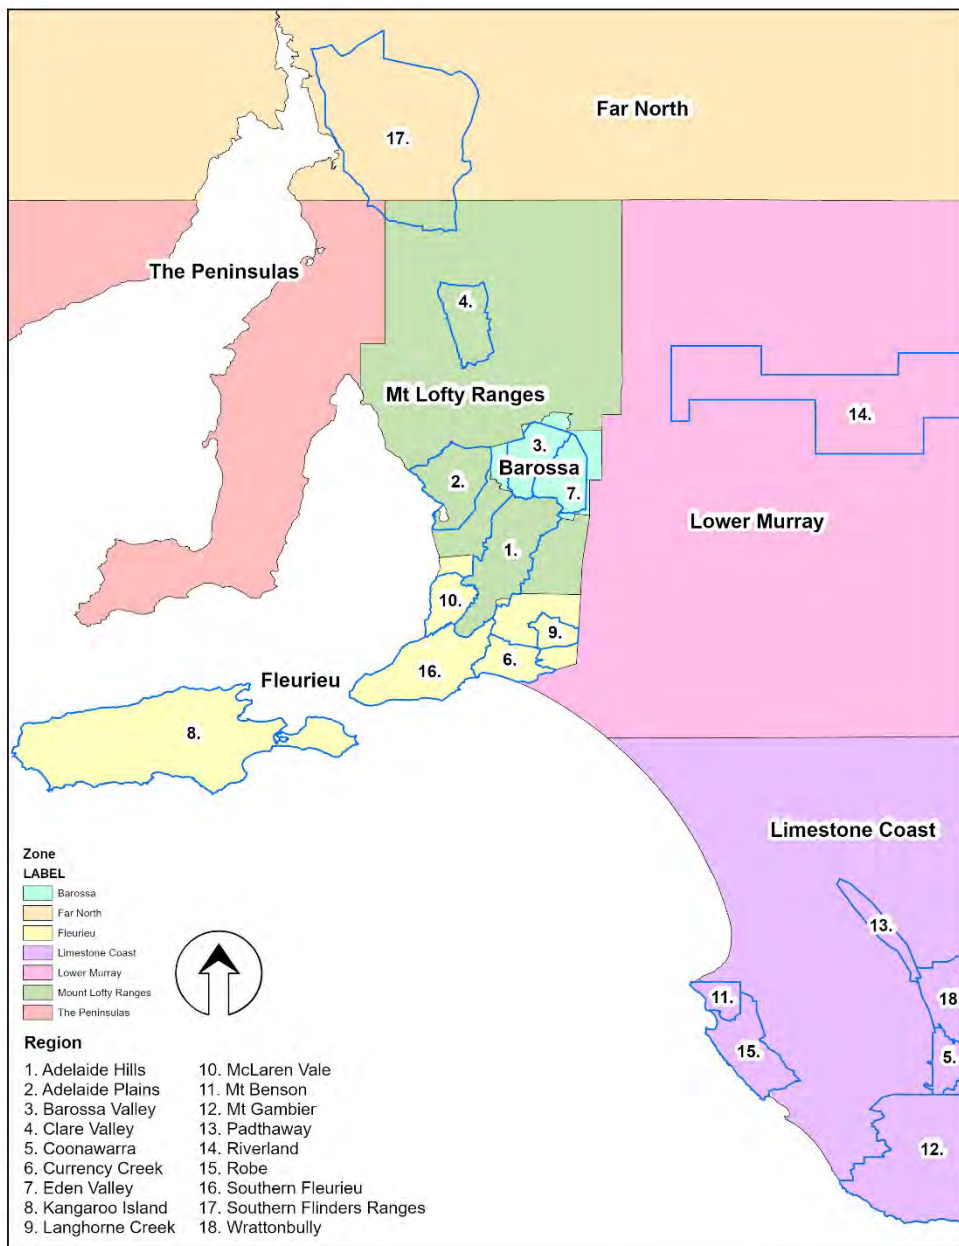 Far North
17.
The Peninsulas
4.
Mt Lofty Ranges
14.
3.
Barossa
2.
7.
Lower Murray
1.
10.
9.
6.
16.
Fleurieu
8.
Limestone Coast
13.
11.
18.
15.
5.
12.
Zone
LABEL
Barossa
Far North
Fleurieu
Limestone Coast
Lower Murray
Mount Lofty Ranges
The Peninsulas
Region
1. Adelaide Hills
2. Adelaide Plains
3. Barossa Valley
4. Clare Valley
5. Coonawarra
6. Currency Creek
7. Eden Valley
8. Kangaroo Island
9. Langhorne Creek
10. McLaren Vale
11. Mt Benson
12. Mt Gambier
13. Padthaway
14. Riverland
15. Robe
16. Southern Fleurieu
17. Southern Flinders Ranges
18. Wrattonbully